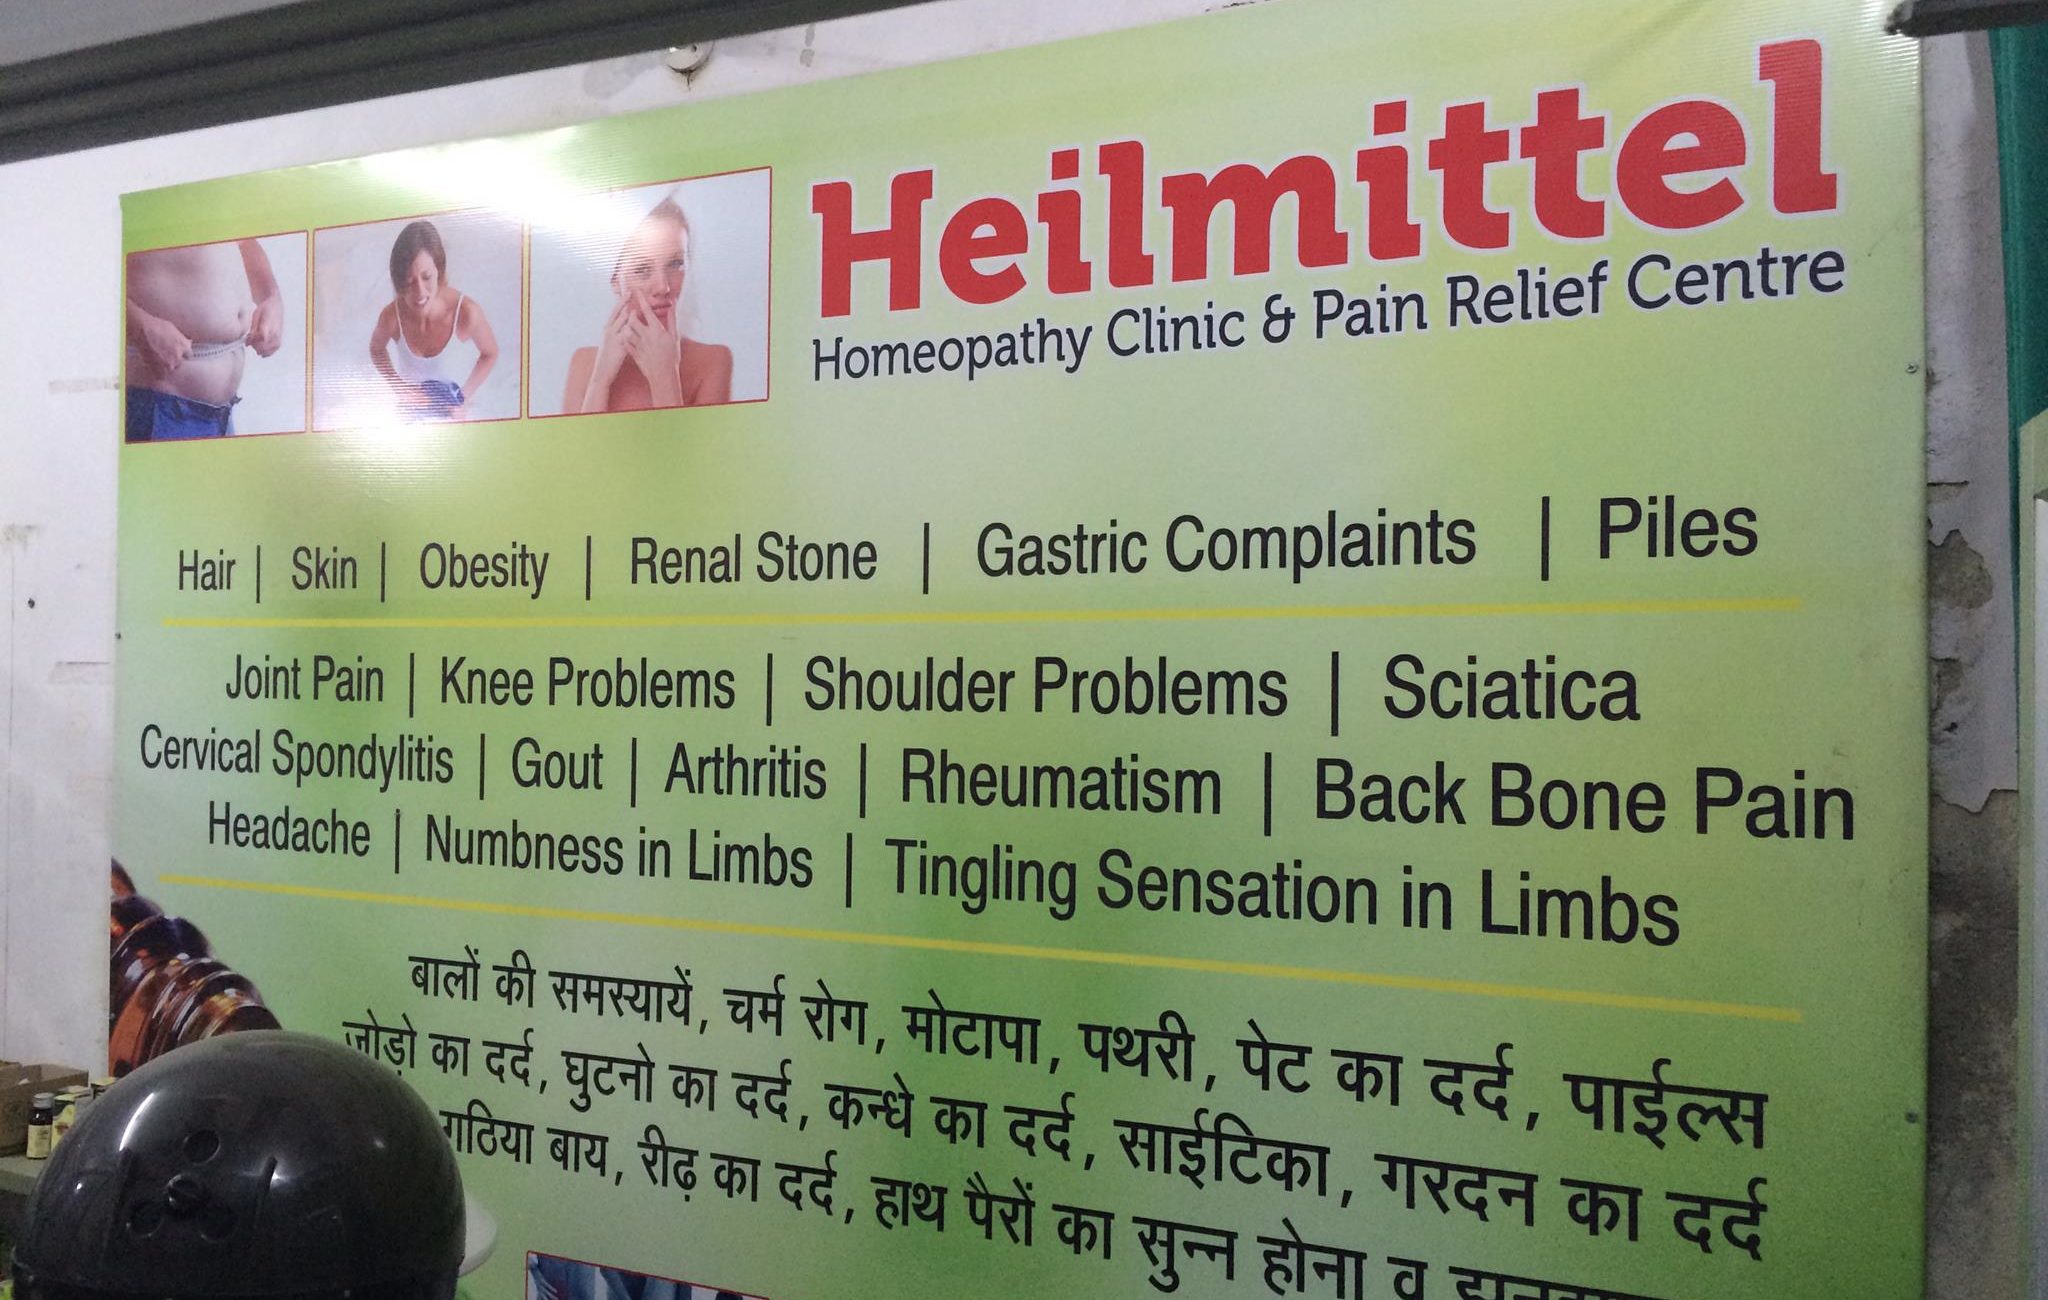 Heilmittel
Homeopathy Clinic & Pain Relief Centre
Hair | Skin | Obesity | Renal Stone | Gastric Complaints | Piles
Joint Pain | Knee Problems | Shoulder Problems | Sciatica
Cervical Spondylitis | Gout | Arthritis | Rheumatism | Back Bone Pain
Headache | Numbness in Limbs | Tingling Sensation in Limbs
बालों की समस्यायें, चर्म रोग, मोटापा, पथरी, पेट का दर्द, पाईल्स
जोड़ो का दर्द, घुटनो का दर्द, कन्धे का दर्द, साईटिका, गरदन का दर्द
गठिया बाय, रीढ़ का दर्द, हाथ पैरों का सुन्न होना व